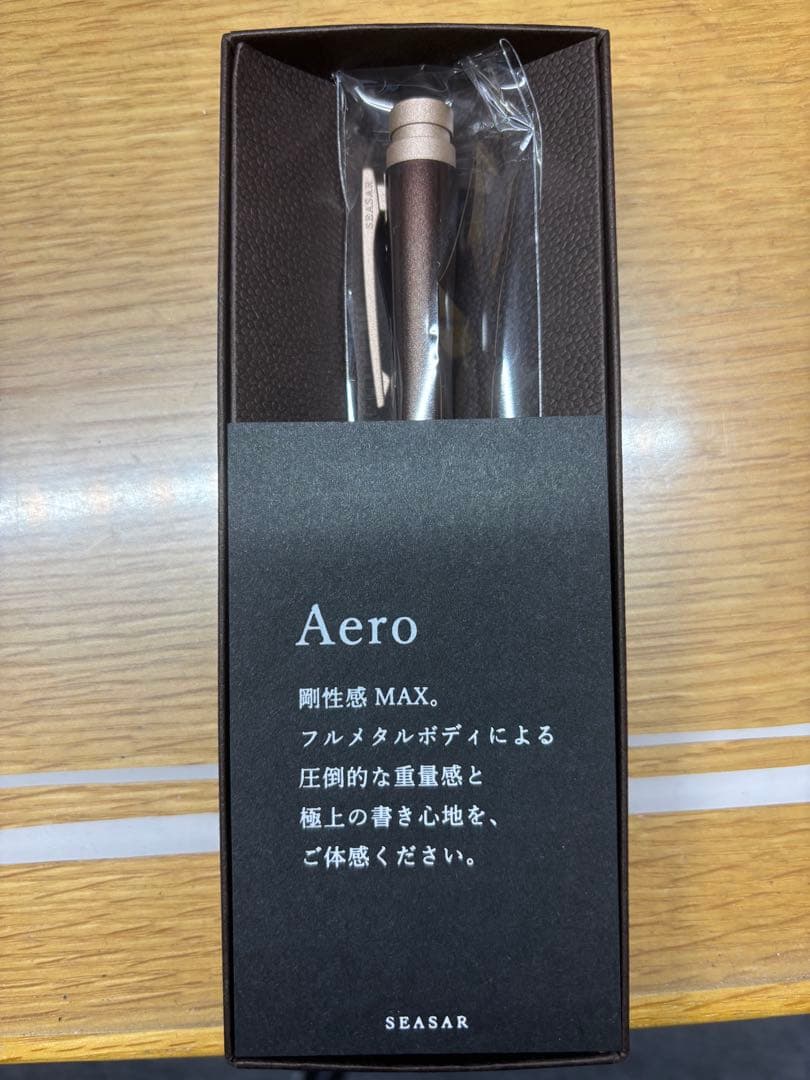 SEASAR
Aero
剛性感 MAX。
フルメタルボディによる
圧倒的な重量感と
極上の書き心地を、
ご体感ください。
SEASAR